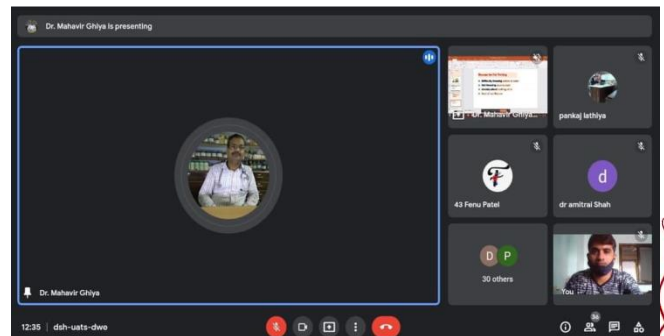 Dr. Mahavir Ghiya is presenting
Dr. Mahavir Ghiya...
pankaj lathiya
43 Fenu Patel
d
dr amitrai Shah
D P
30 others
You
Dr. Mahavir Ghiya
12:35 | dsh-uats-dwe
36